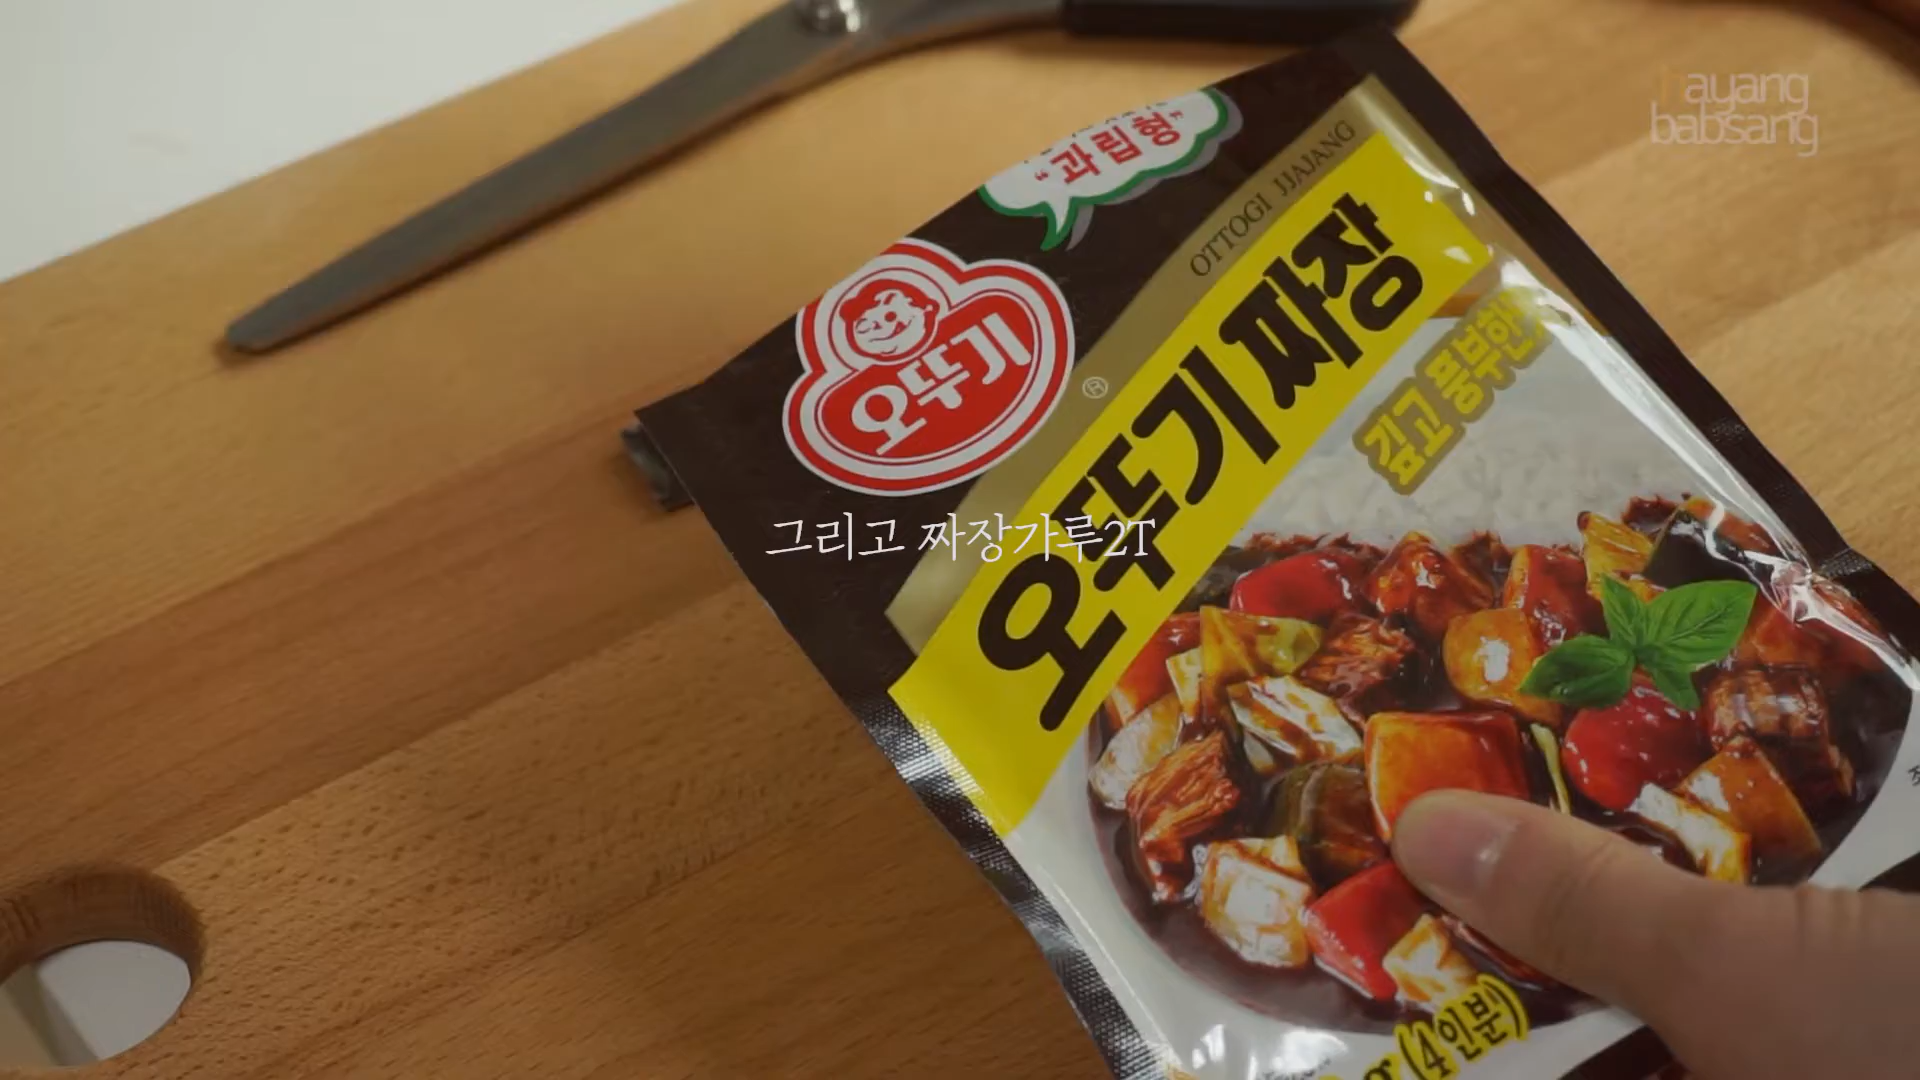 hayang
babsang
"과립형"
OTTOGI JJAJANG
오뚜기
®
오뚜기 짜장
깊고 풍부한
그리고 짜장가루2T
g (4인분)